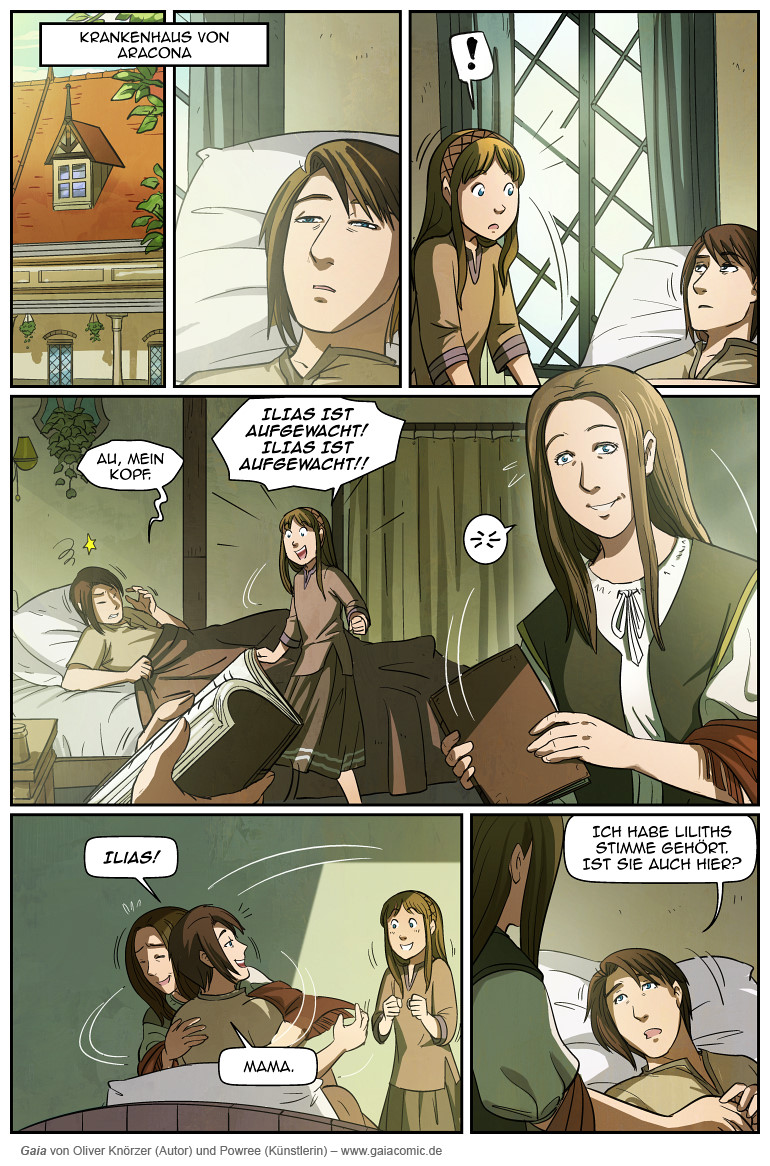 KRANKENHAUS VON
ARACONA
!
AU, MEIN
KOPF.
ILIAS IST
AUFGEWACHT!
ILIAS IST
AUFGEWACHT!!
ILIAS!
MAMA.
ICH HABE LILITHS
STIMME GEHÖRT.
IST SIE AUCH HIER?
Gaia von Oliver Knörzer (Autor) und Powree (Künstlerin) – www.gaiacomic.de